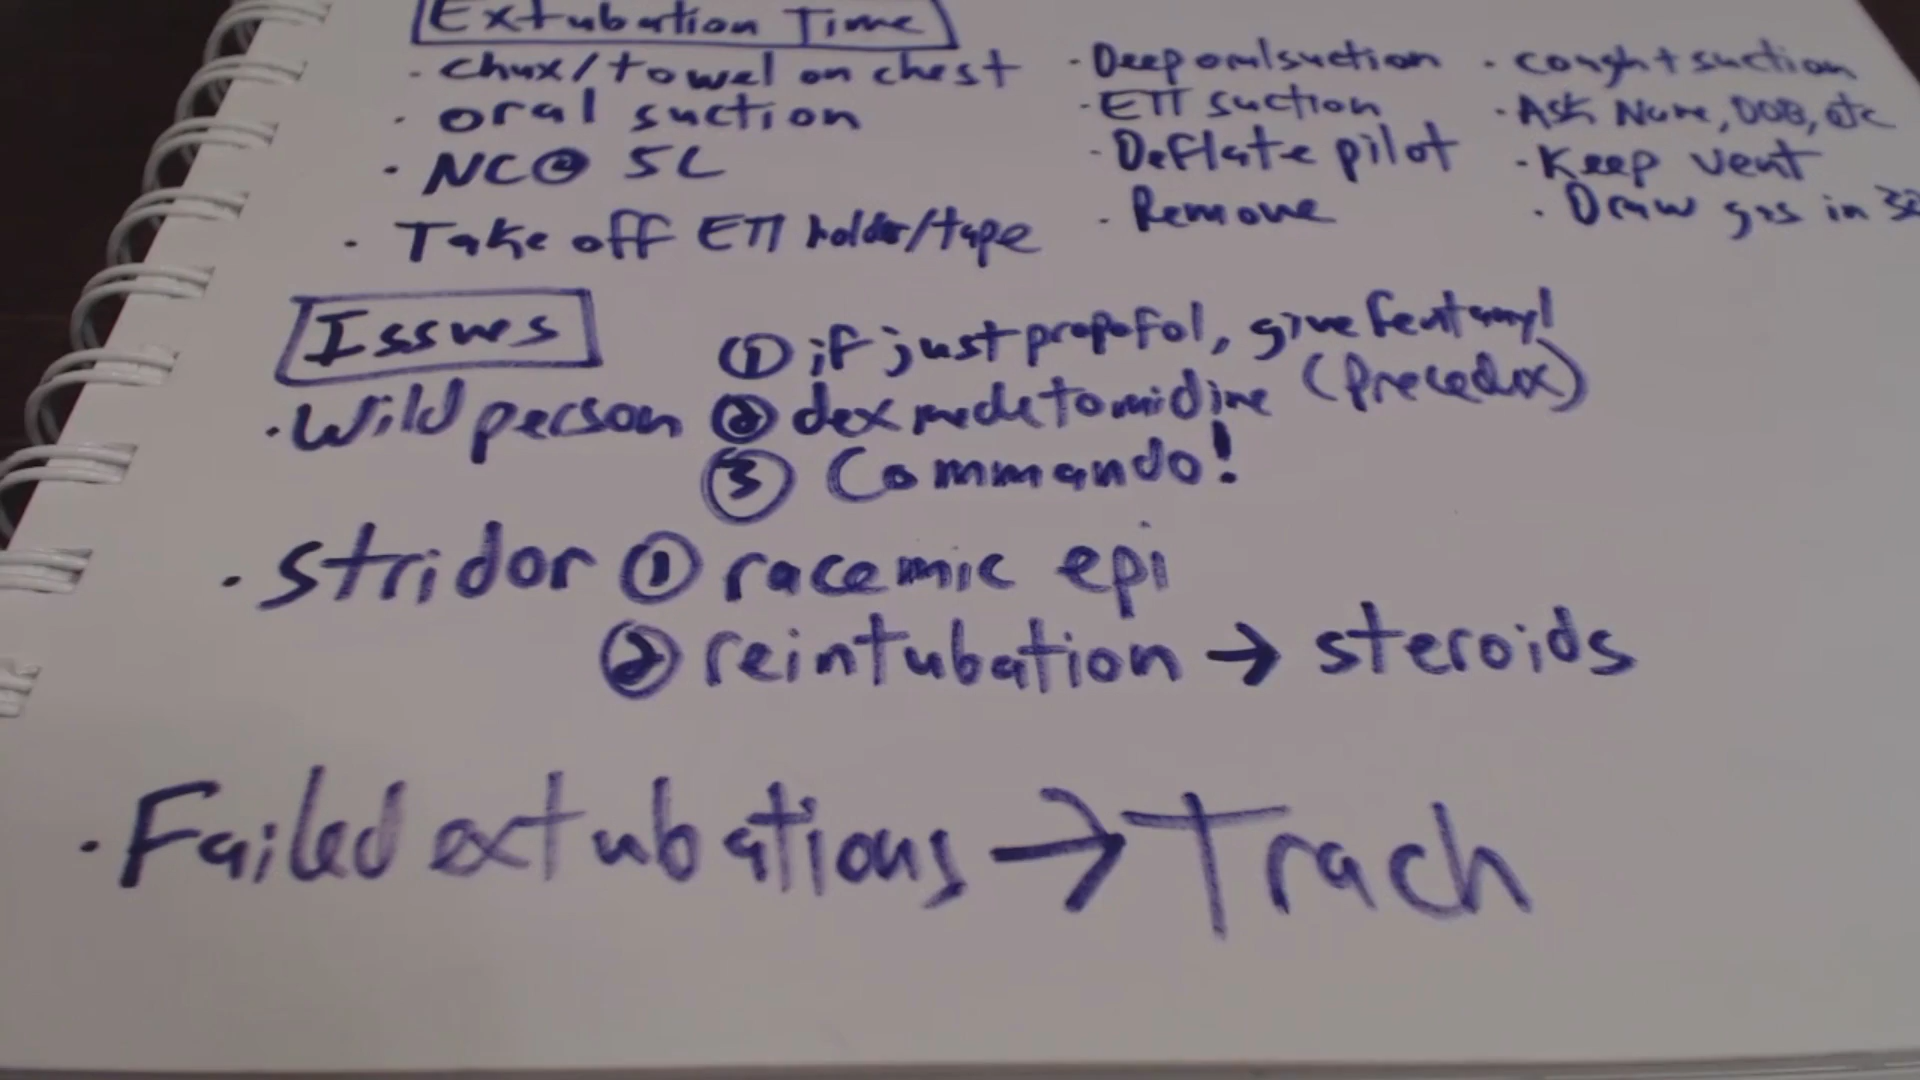 Extubation Time
· Chux/towel on chest
· oral suction
· NC@ 5L
· Take off ETT holder/tape
· Deep oral suction
· ETT suction
· Deflate pilot
· Remove
· cough + suction
· Ask Name, DOB, etc
· Keep vent
· Draw gas in 30
Issues
· Wild person ① if just propofol, give fentanyl
② dexmedetomidine (Precedex)
③ Commando!
· Stridor ① racemic epi
② reintubation → steroids
· Failed extubations → Trach